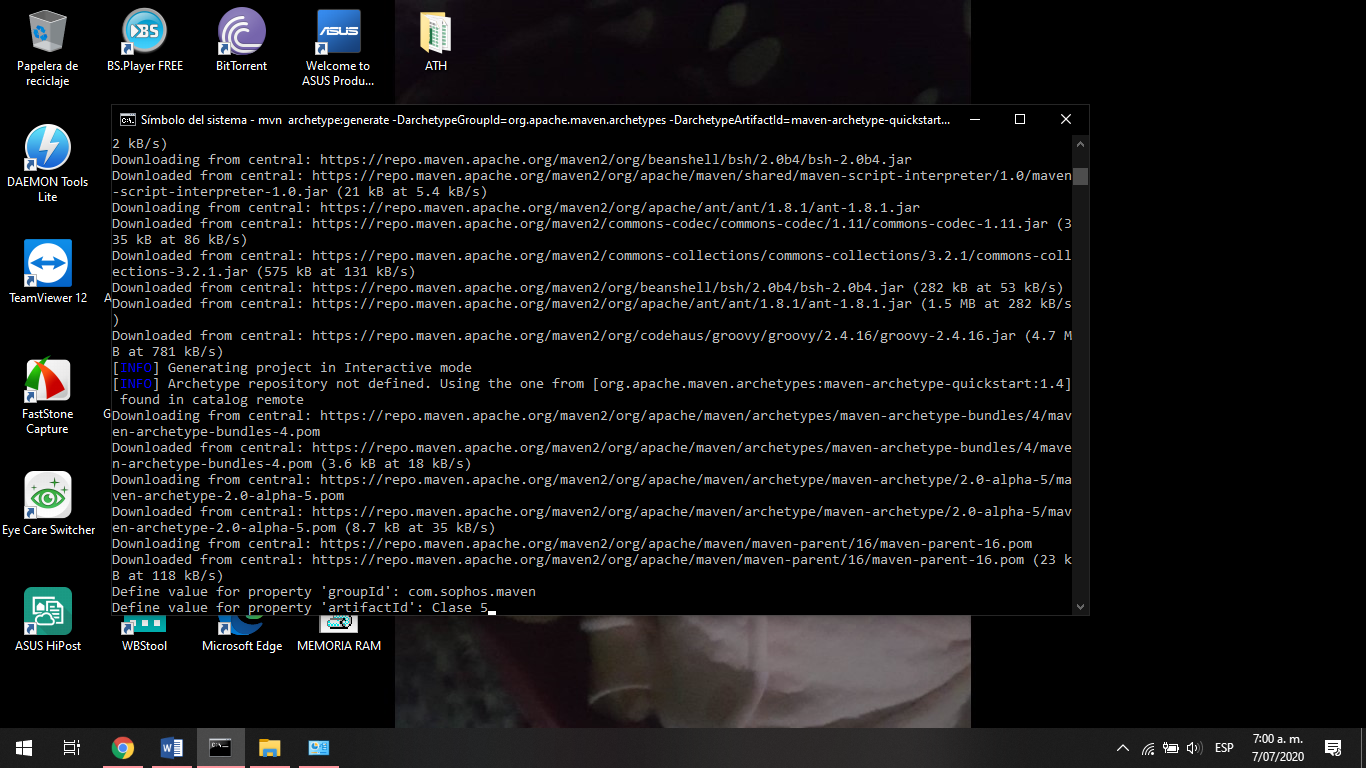 Papelera de
reciclaje
BS
BS.Player FREE
BitTorrent
ASUS
Welcome to
ASUS Produ...
ATH
DAEMON Tools
Lite
TeamViewer 12
A
FastStone
Capture
G
Eye Care Switcher
ASUS HiPost
WBStool
Microsoft Edge
MEMORIA RAM
Símbolo del sistema - mvn archetype:generate -DarchetypeGroupId=org.apache.maven.archetypes -DarchetypeArtifactId=maven-archetype-quickstart...
2 kB/s)
Downloading from central: https://repo.maven.apache.org/maven2/org/beanshell/bsh/2.0b4/bsh-2.0b4.jar
Downloaded from central: https://repo.maven.apache.org/maven2/org/apache/maven/shared/maven-script-interpreter/1.0/maven
-script-interpreter-1.0.jar (21 kB at 5.4 kB/s)
Downloading from central: https://repo.maven.apache.org/maven2/org/apache/ant/ant/1.8.1/ant-1.8.1.jar
Downloaded from central: https://repo.maven.apache.org/maven2/commons-codec/commons-codec/1.11/commons-codec-1.11.jar (3
35 kB at 86 kB/s)
Downloaded from central: https://repo.maven.apache.org/maven2/commons-collections/commons-collections/3.2.1/commons-coll
ections-3.2.1.jar (575 kB at 131 kB/s)
Downloaded from central: https://repo.maven.apache.org/maven2/org/beanshell/bsh/2.0b4/bsh-2.0b4.jar (282 kB at 53 kB/s)
Downloaded from central: https://repo.maven.apache.org/maven2/org/apache/ant/ant/1.8.1/ant-1.8.1.jar (1.5 MB at 282 kB/s
)
Downloaded from central: https://repo.maven.apache.org/maven2/org/codehaus/groovy/groovy/2.4.16/groovy-2.4.16.jar (4.7 M
B at 781 kB/s)
[INFO] Generating project in Interactive mode
[INFO] Archetype repository not defined. Using the one from [org.apache.maven.archetypes:maven-archetype-quickstart:1.4]
found in catalog remote
Downloading from central: https://repo.maven.apache.org/maven2/org/apache/maven/archetypes/maven-archetype-bundles/4/mav
en-archetype-bundles-4.pom
Downloaded from central: https://repo.maven.apache.org/maven2/org/apache/maven/archetypes/maven-archetype-bundles/4/mave
n-archetype-bundles-4.pom (3.6 kB at 18 kB/s)
Downloading from central: https://repo.maven.apache.org/maven2/org/apache/maven/archetype/maven-archetype/2.0-alpha-5/ma
ven-archetype-2.0-alpha-5.pom
Downloaded from central: https://repo.maven.apache.org/maven2/org/apache/maven/archetype/maven-archetype/2.0-alpha-5/mav
en-archetype-2.0-alpha-5.pom (8.7 kB at 35 kB/s)
Downloading from central: https://repo.maven.apache.org/maven2/org/apache/maven/maven-parent/16/maven-parent-16.pom
Downloaded from central: https://repo.maven.apache.org/maven2/org/apache/maven/maven-parent/16/maven-parent-16.pom (23 k
B at 118 kB/s)
Define value for property 'groupId': com.sophos.maven
Define value for property 'artifactId': Clase 5
ESP
7:00 a. m.
7/07/2020